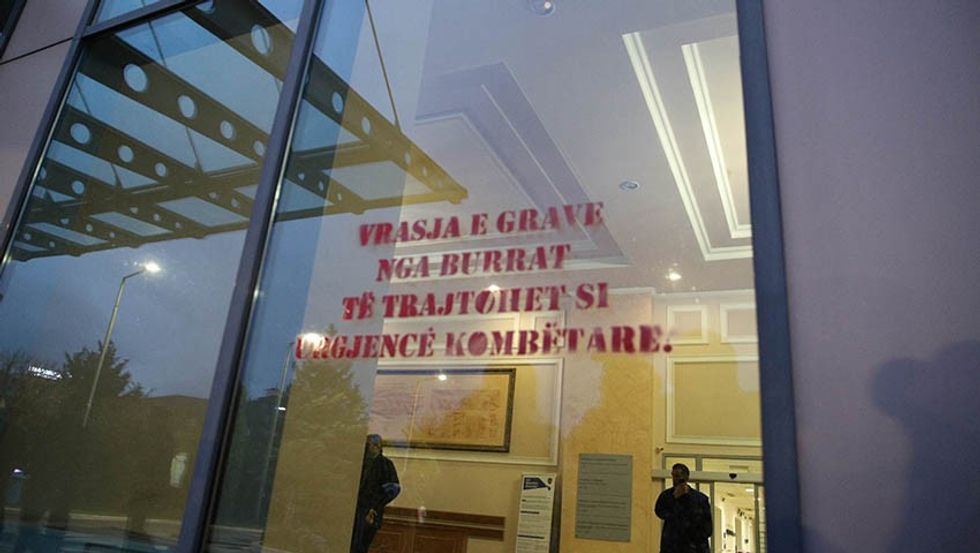 VRASJA E GRAVE
NGA BURRAT
TË TRAJTOHET SI
URGJENCË KOMBËTARE!